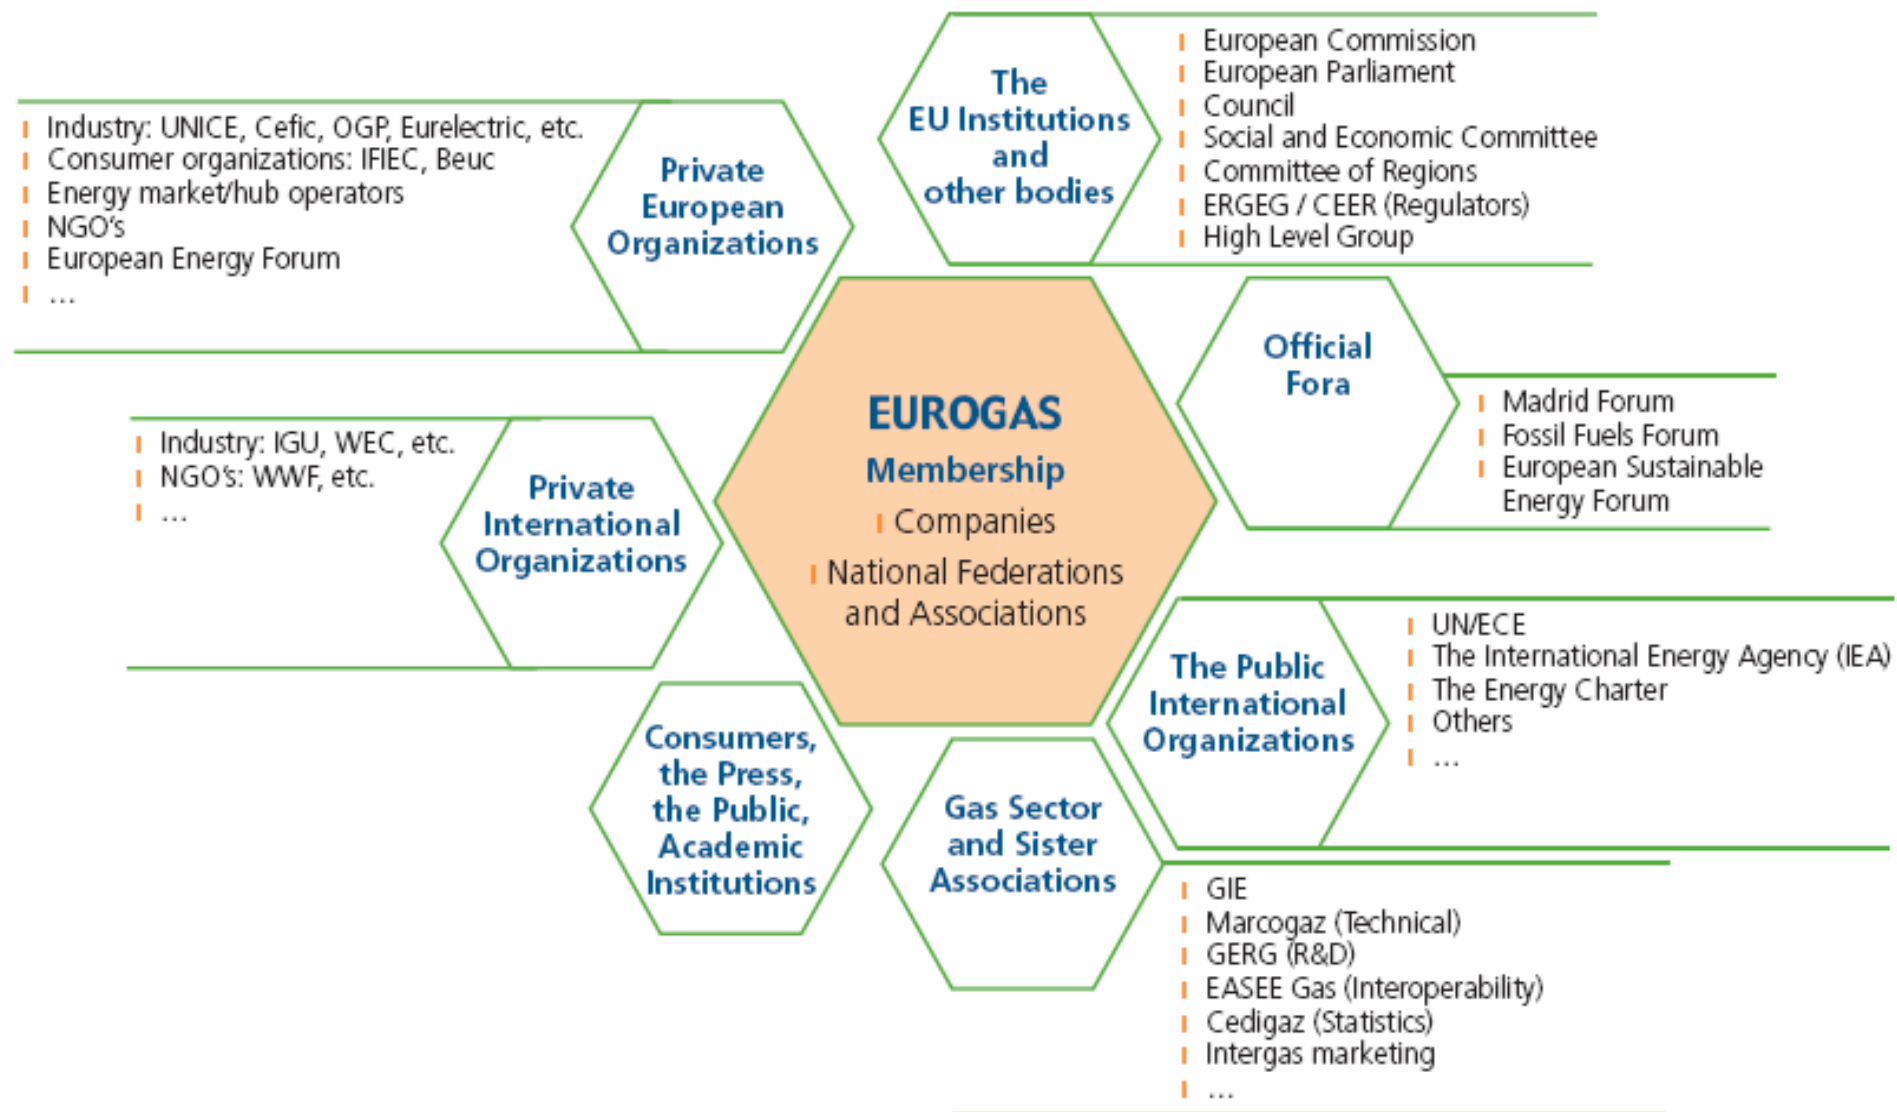 The
EU Institutions
and
other bodies
European Commission
European Parliament
Council
Social and Economic Committee
Committee of Regions
ERGEG / CEER (Regulators)
High Level Group
Industry: UNICE, Cefic, OGP, Eurelectric, etc.
Consumer organizations: IFIEC, Beuc
Energy market/hub operators
NGO's
European Energy Forum
...
Private
European
Organizations
Official
Fora
Madrid Forum
Fossil Fuels Forum
European Sustainable
Energy Forum
EUROGAS
Membership
Companies
National Federations
and Associations
Industry: IGU, WEC, etc.
NGO's: WWF, etc.
...
Private
International
Organizations
The Public
International
Organizations
UN/ECE
The International Energy Agency (IEA)
The Energy Charter
Others
...
Consumers,
the Press,
the Public,
Academic
Institutions
Gas Sector
and Sister
Associations
GIE
Marcogaz (Technical)
GERG (R&D)
EASEE Gas (Interoperability)
Cedigaz (Statistics)
Intergas marketing
...